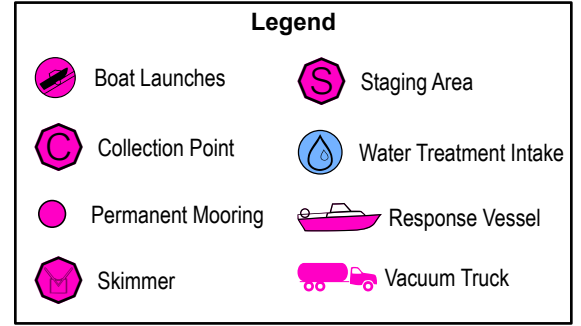 Legend
Boat Launches
S
Staging Area
C
Collection Point
Water Treatment Intake
Permanent Mooring
Response Vessel
Skimmer
Vacuum Truck